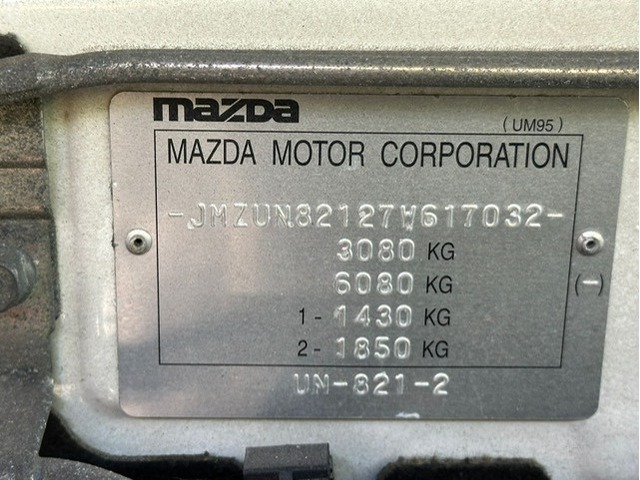 mazda
(UM95)
MAZDA MOTOR CORPORATION
-JMZUN82127W617032-
3080 KG
6080 KG (-)
1 - 1430 KG
2 - 1850 KG
UN-821-2